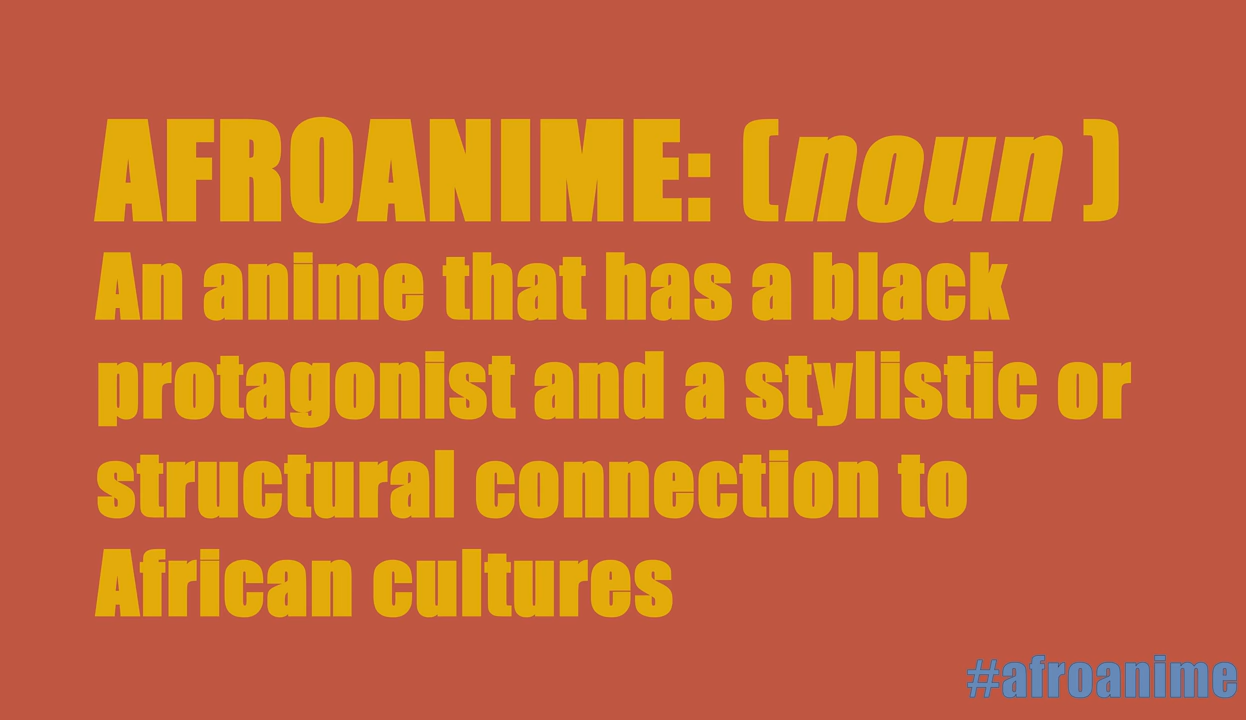 AFROANIME: (noun )
An anime that has a black
protagonist and a stylistic or
structural connection to
African cultures
#afroanime